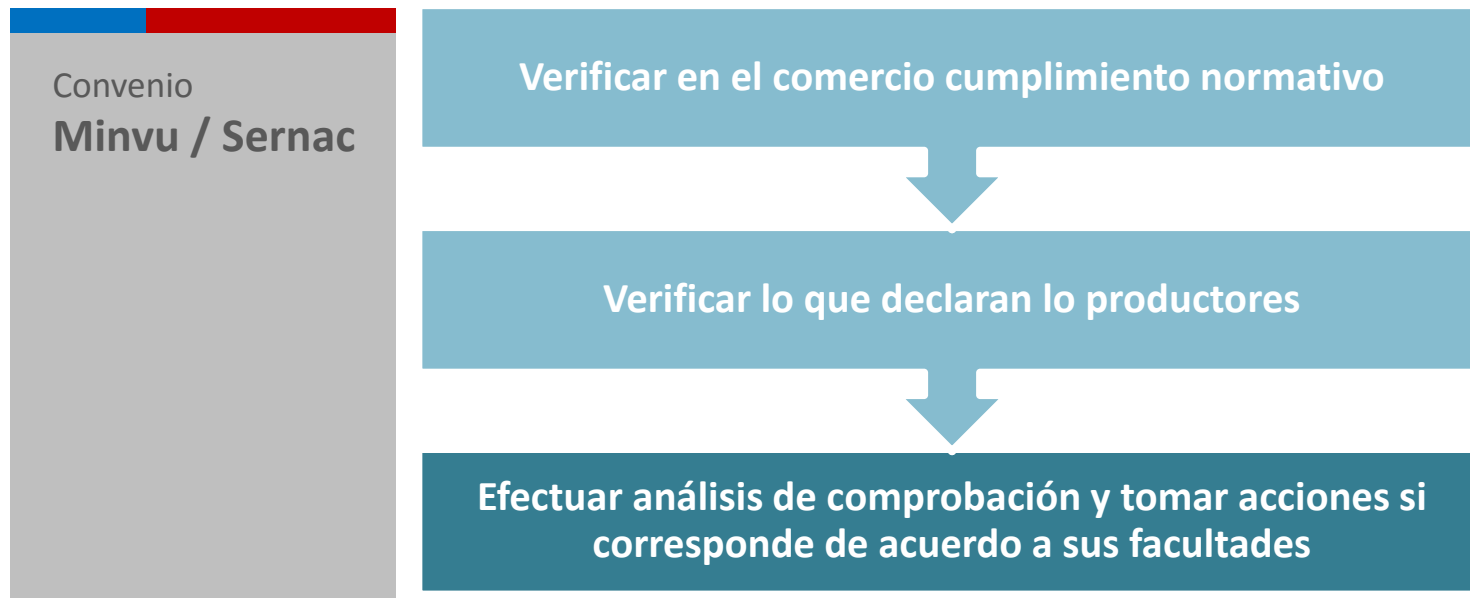 Convenio
Minvu / Sernac
Verificar en el comercio cumplimiento normativo
Verificar lo que declaran lo productores
Efectuar análisis de comprobación y tomar acciones si
corresponde de acuerdo a sus facultades